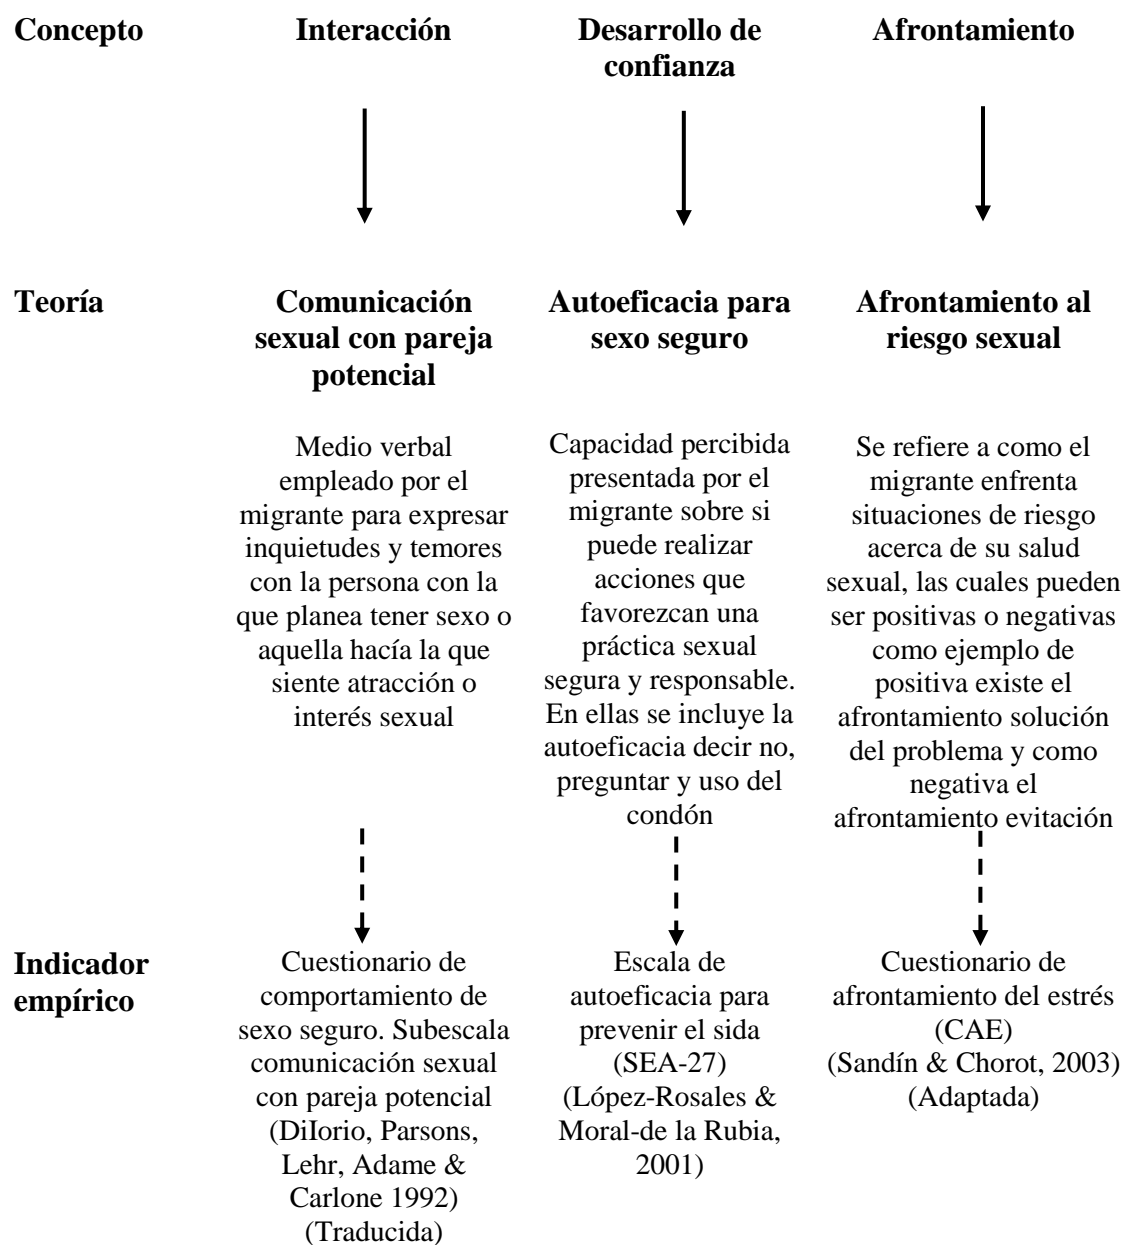 Concepto
Interacción
Desarrollo de
confianza
Afrontamiento
Teoría
Comunicación
sexual con pareja
potencial
Autoeficacia para
sexo seguro
Afrontamiento al
riesgo sexual
Medio verbal
empleado por el
migrante para expresar
inquietudes y temores
con la persona con la
que planea tener sexo o
aquella hacía la que
siente atracción o
interés sexual
Capacidad percibida
presentada por el
migrante sobre si
puede realizar
acciones que
favorezcan una
práctica sexual
segura y responsable.
En ellas se incluye la
autoeficacia decir no,
preguntar y uso del
condón
Se refiere a como el
migrante enfrenta
situaciones de riesgo
acerca de su salud
sexual, las cuales pueden
ser positivas o negativas
como ejemplo de
positiva existe el
afrontamiento solución
del problema y como
negativa el
afrontamiento evitación
Indicador
empírico
Cuestionario de
comportamiento de
sexo seguro. Subescala
comunicación sexual
con pareja potencial
(DiIorio, Parsons,
Lehr, Adame &
Carlone 1992)
(Traducida)
Escala de
autoeficacia para
prevenir el sida
(SEA-27)
(López-Rosales &
Moral-de la Rubia,
2001)
Cuestionario de
afrontamiento del estrés
(CAE)
(Sandín & Chorot, 2003)
(Adaptada)